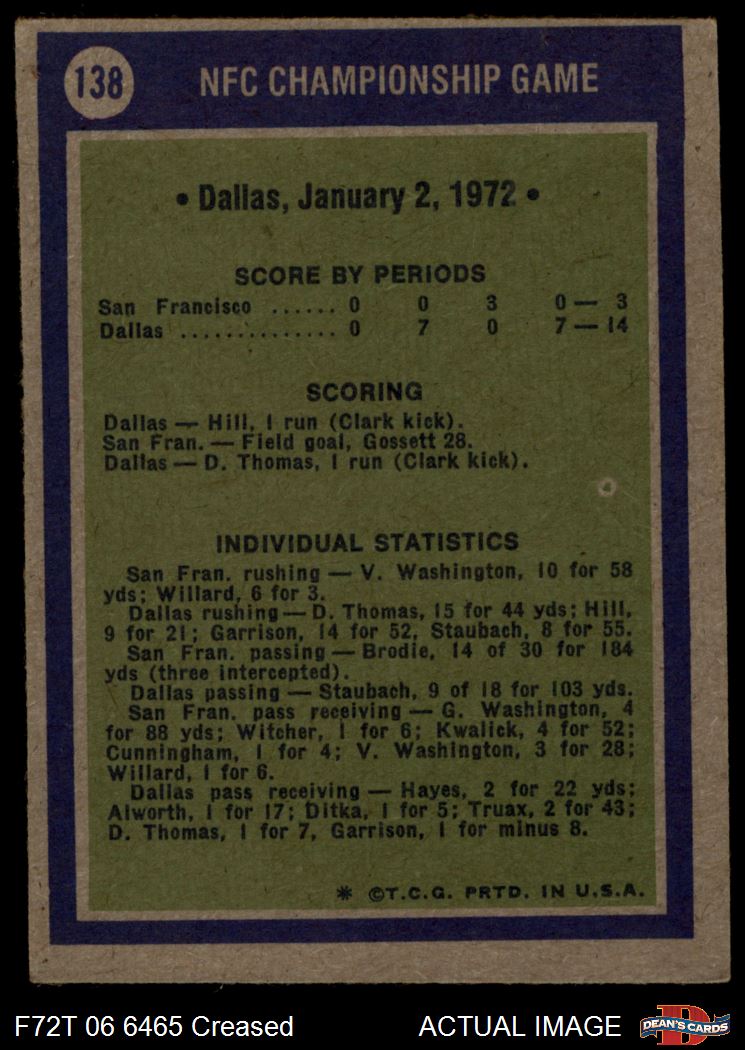 138
NFC CHAMPIONSHIP GAME
• Dallas, January 2, 1972 •
SCORE BY PERIODS
San Francisco ...... 0 0 3 0 — 3
Dallas .............. 0 7 0 7 — 14
SCORING
Dallas — Hill, 1 run (Clark kick).
San Fran. — Field goal, Gossett 28.
Dallas — D. Thomas, 1 run (Clark kick).
INDIVIDUAL STATISTICS
San Fran. rushing — V. Washington, 10 for 58
yds; Willard, 6 for 3.
Dallas rushing — D. Thomas, 15 for 44 yds; Hill,
9 for 21; Garrison, 14 for 52, Staubach, 8 for 55.
San Fran. passing — Brodie, 14 of 30 for 184
yds (three intercepted).
Dallas passing — Staubach, 9 of 18 for 103 yds.
San Fran. pass receiving — G. Washington, 4
for 88 yds; Witcher, 1 for 6; Kwalick, 4 for 52;
Cunningham, 1 for 4; V. Washington, 3 for 28;
Willard, 1 for 6.
Dallas pass receiving — Hayes, 2 for 22 yds;
Alworth, 1 for 17; Ditka, 1 for 5; Truax, 2 for 43;
D. Thomas, 1 for 7, Garrison, 1 for minus 8.
* ©T.C.G. PRTD. IN U.S.A.
F72T 06 6465 Creased ACTUAL IMAGE DEAN'S CARDS